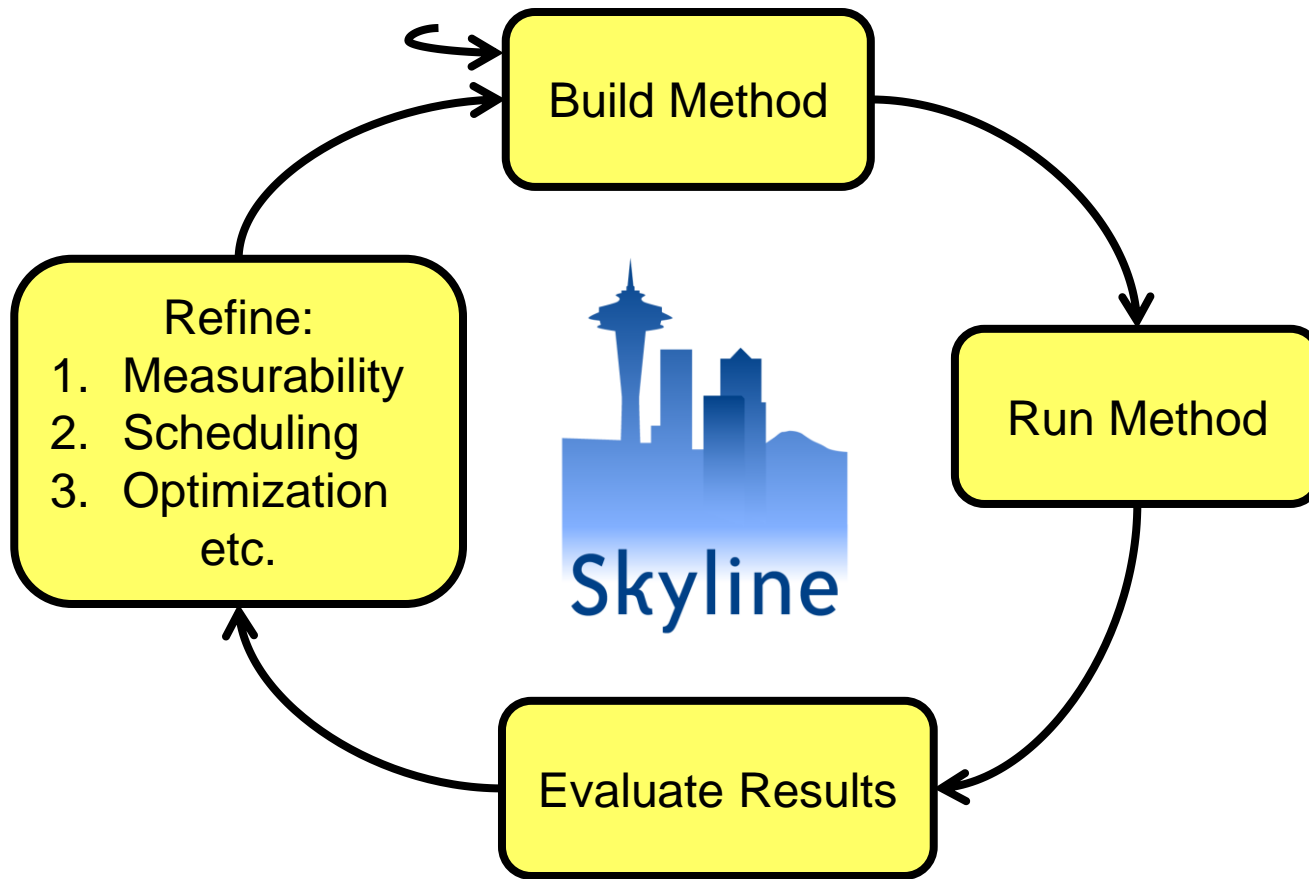 Build Method
Run Method
Evaluate Results
Refine:
1. Measurability
2. Scheduling
3. Optimization
etc.
Skyline